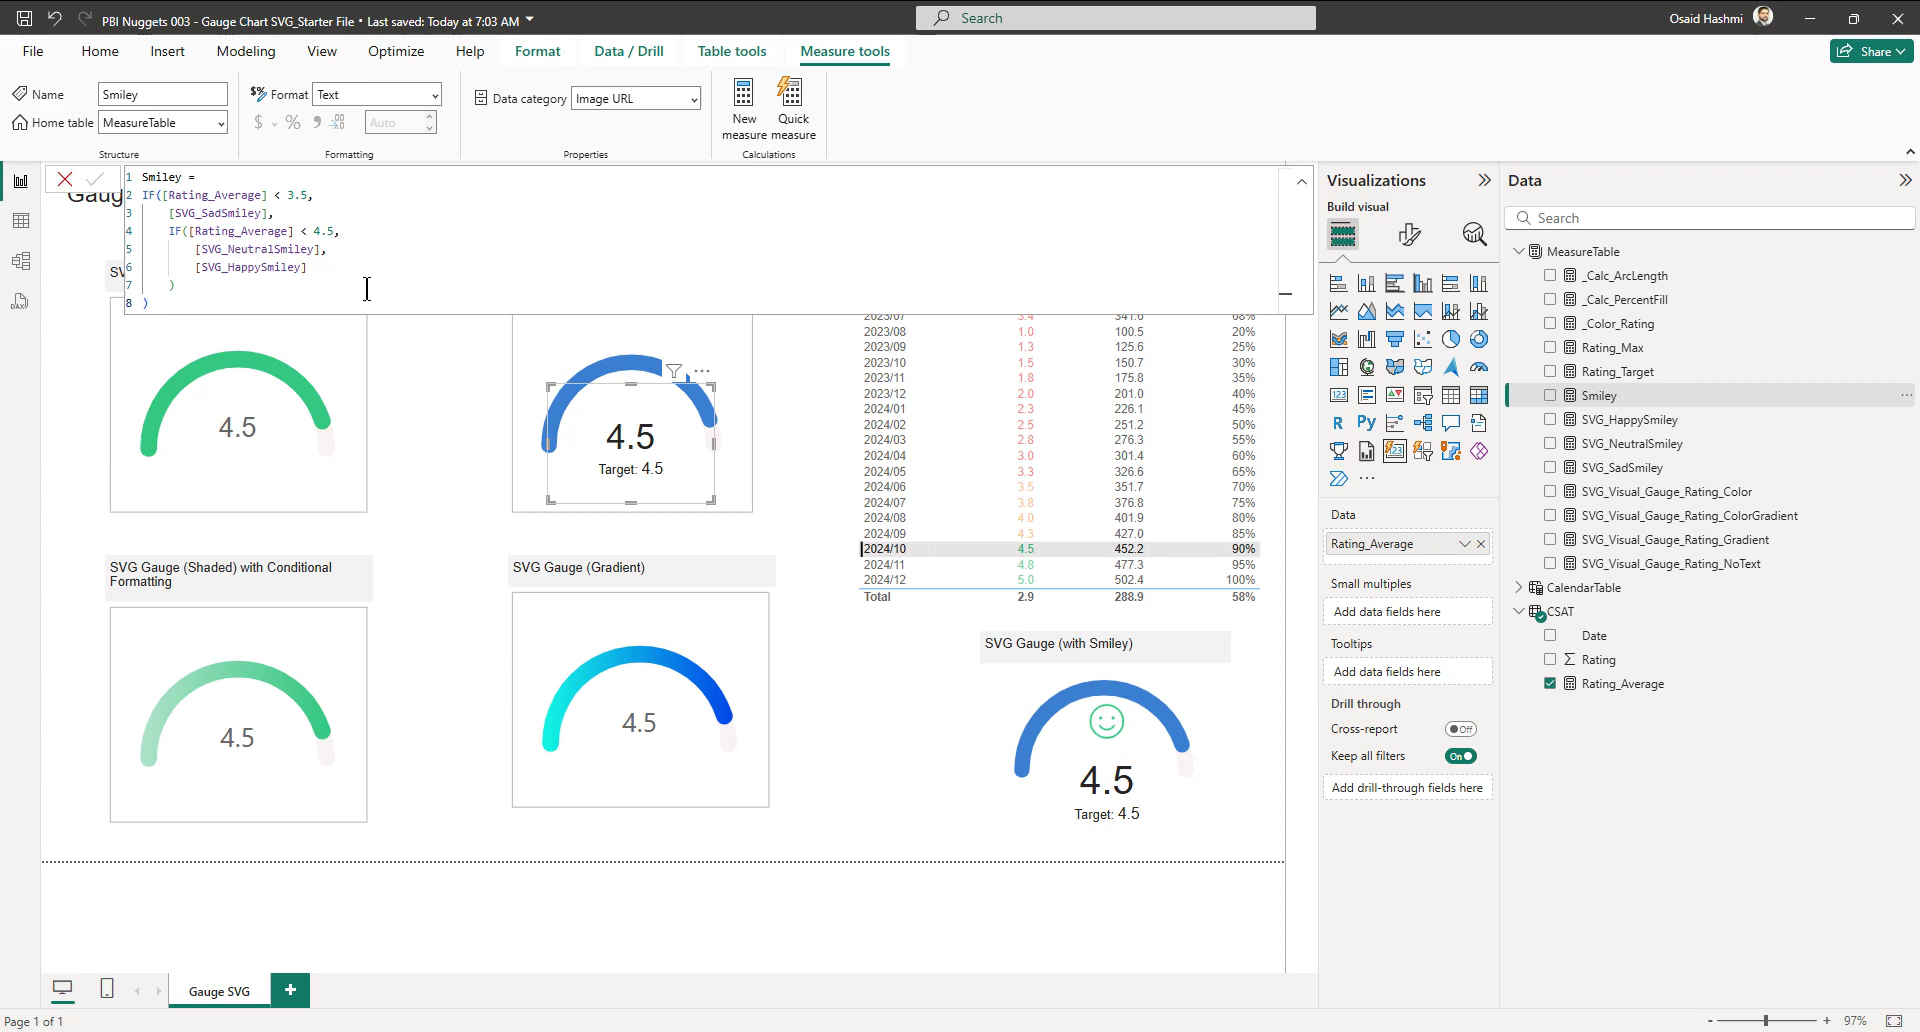 PBI Nuggets 003 - Gauge Chart SVG_Starter File • Last saved: Today at 7:03 AM
Search
Osaid Hashmi
File
Home
Insert
Modeling
View
Optimize
Help
Format
Data / Drill
Table tools
Measure tools
Share
Name
Smiley
Home table
MeasureTable
Structure
Format
Text
$
%
Auto
Formatting
Data category
Image URL
Properties
New
measure
Quick
measure
Calculations
1 Smiley =
2 IF([Rating_Average] < 3.5,
3 [SVG_SadSmiley],
4 IF([Rating_Average] < 4.5,
5 [SVG_NeutralSmiley],
6 [SVG_HappySmiley]
7 )
8 )
Gaug
SV
4.5
4.5
Target: 4.5
2023/07 3.4 341.6 68%
2023/08 1.0 100.5 20%
2023/09 1.3 125.6 25%
2023/10 1.5 150.7 30%
2023/11 1.8 175.8 35%
2023/12 2.0 201.0 40%
2024/01 2.3 226.1 45%
2024/02 2.5 251.2 50%
2024/03 2.8 276.3 55%
2024/04 3.0 301.4 60%
2024/05 3.3 326.6 65%
2024/06 3.5 351.7 70%
2024/07 3.8 376.8 75%
2024/08 4.0 401.9 80%
2024/09 4.3 427.0 85%
2024/10 4.5 452.2 90%
2024/11 4.8 477.3 95%
2024/12 5.0 502.4 100%
Total 2.9 288.9 58%
SVG Gauge (Shaded) with Conditional
Formatting
4.5
SVG Gauge (Gradient)
4.5
SVG Gauge (with Smiley)
4.5
Target: 4.5
Visualizations
Build visual
123
R
Py
123
Data
Rating_Average
Small multiples
Add data fields here
Tooltips
Add data fields here
Drill through
Cross-report
Off
Keep all filters
On
Add drill-through fields here
Data
Search
MeasureTable
_Calc_ArcLength
_Calc_PercentFill
_Color_Rating
Rating_Max
Rating_Target
Smiley
SVG_HappySmiley
SVG_NeutralSmiley
SVG_SadSmiley
SVG_Visual_Gauge_Rating_Color
SVG_Visual_Gauge_Rating_ColorGradient
SVG_Visual_Gauge_Rating_Gradient
SVG_Visual_Gauge_Rating_NoText
CalendarTable
CSAT
Date
Rating
Rating_Average
DAX
Gauge SVG
+
Page 1 of 1
- + 97%